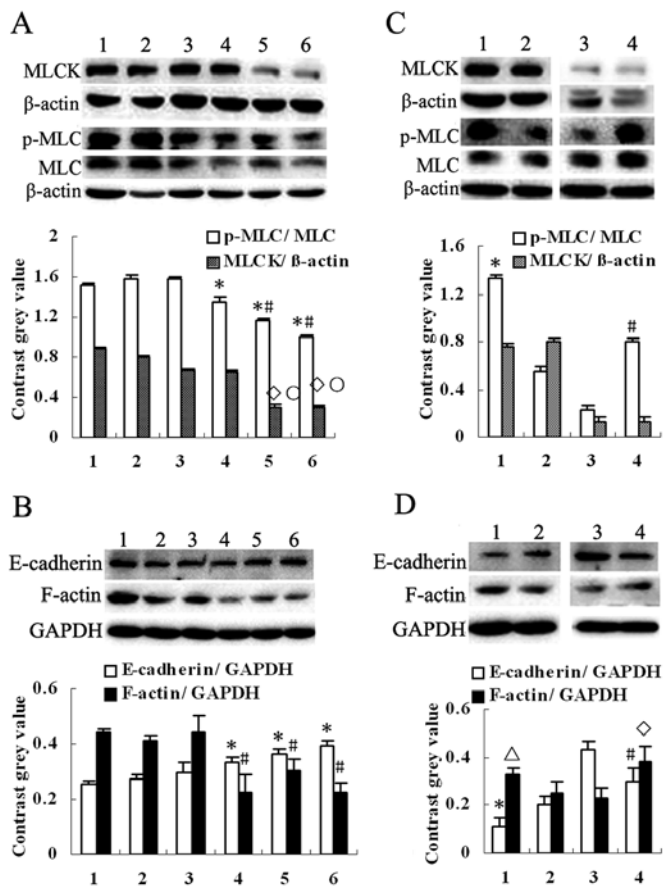 A
1 2 3 4 5 6
MLCK
β-actin
p-MLC
MLC
β-actin
p-MLC/ MLC
MLCK/ ß-actin
Contrast grey value
2
1.6
1.2
0.8
0.4
0
* *# *#
◇ ○ ◇ ○
1 2 3 4 5 6
C
1 2 3 4
MLCK
β-actin
p-MLC
MLC
β-actin
p-MLC/ MLC
MLCK/ ß-actin
Contrast grey value
1.6
1.2
0.8
0.4
0
* #
1 2 3 4
B
1 2 3 4 5 6
E-cadherin
F-actin
GAPDH
E-cadherin/ GAPDH
F-actin/ GAPDH
Contrast grey value
0.6
0.4
0.2
0
* # * # * #
1 2 3 4 5 6
D
1 2 3 4
E-cadherin
F-actin
GAPDH
E-cadherin/ GAPDH
F-actin/ GAPDH
Contrast grey value
0.6
0.4
0.2
0
* △ # ◇
1 2 3 4